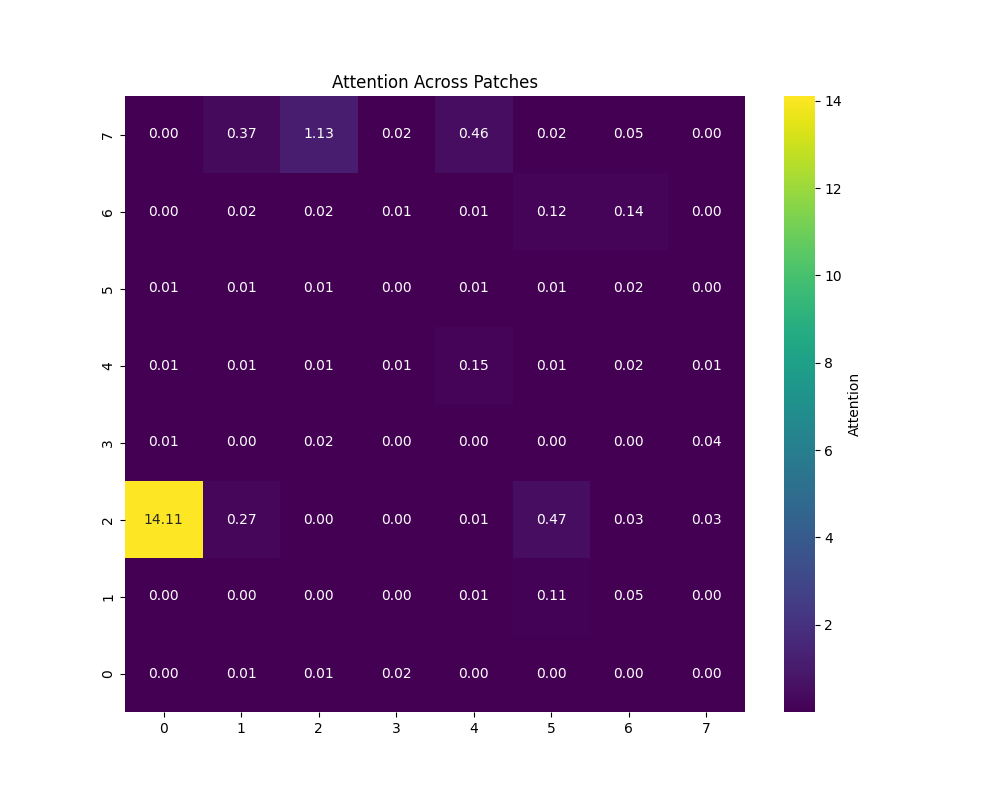 Attention Across Patches
7 0.00 0.37 1.13 0.02 0.46 0.02 0.05 0.00
6 0.00 0.02 0.02 0.01 0.01 0.12 0.14 0.00
5 0.01 0.01 0.01 0.00 0.01 0.01 0.02 0.00
4 0.01 0.01 0.01 0.01 0.15 0.01 0.02 0.01
3 0.01 0.00 0.02 0.00 0.00 0.00 0.00 0.04
2 14.11 0.27 0.00 0.00 0.01 0.47 0.03 0.03
1 0.00 0.00 0.00 0.00 0.01 0.11 0.05 0.00
0 0.00 0.01 0.01 0.02 0.00 0.00 0.00 0.00
0 1 2 3 4 5 6 7
14
12
10
8
6
4
2
Attention